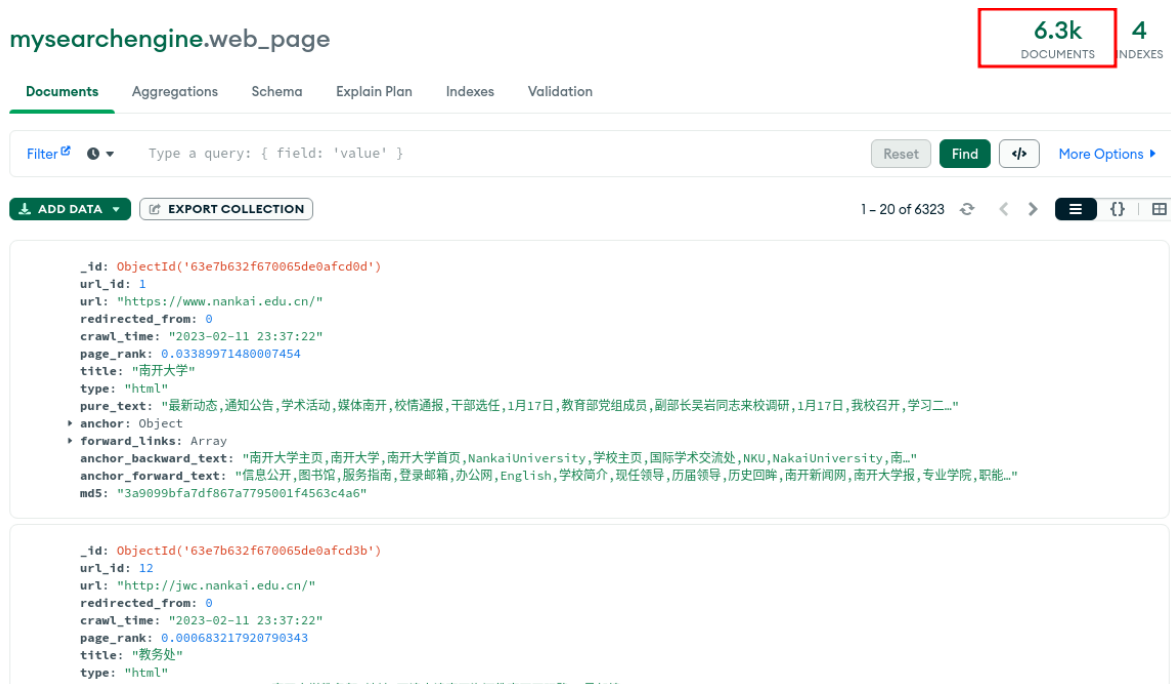 mysearchengine.web_page
6.3k
DOCUMENTS
4
INDEXES
Documents Aggregations Schema Explain Plan Indexes Validation
Filter Type a query: { field: 'value' } Reset Find </> More Options
ADD DATA EXPORT COLLECTION 1 – 20 of 6323 {}
_id: ObjectId('63e7b632f670065de0afcd0d')
url_id: 1
url: "https://www.nankai.edu.cn/"
redirected_from: 0
crawl_time: "2023-02-11 23:37:22"
page_rank: 0.03389971480007454
title: "南开大学"
type: "html"
pure_text: "最新动态,通知公告,学术活动,媒体南开,校情通报,干部选任,1月17日,教育部党组成员,副部长吴岩同志来校调研,1月17日,我校召开,学习二…"
anchor: Object
forward_links: Array
anchor_backward_text: "南开大学主页,南开大学,南开大学首页,NankaiUniversity,学校主页,国际学术交流处,NKU,NakaiUniversity,南…"
anchor_forward_text: "信息公开,图书馆,服务指南,登录邮箱,办公网,English,学校简介,现任领导,历届领导,历史回眸,南开新闻网,南开大学报,专业学院,职能…"
md5: "3a9099bfa7df867a7795001f4563c4a6"
_id: ObjectId('63e7b632f670065de0afcd3b')
url_id: 12
url: "http://jwc.nankai.edu.cn/"
redirected_from: 0
crawl_time: "2023-02-11 23:37:22"
page_rank: 0.000683217920790343
title: "教务处"
type: "html"